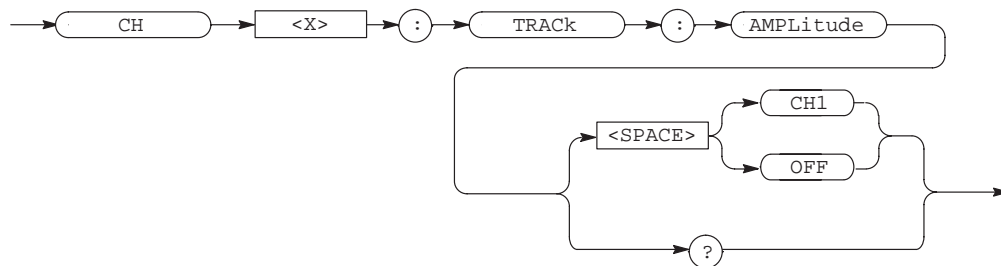 CH <X> : TRACk : AMPLitude
CH1
<SPACE>
OFF
?